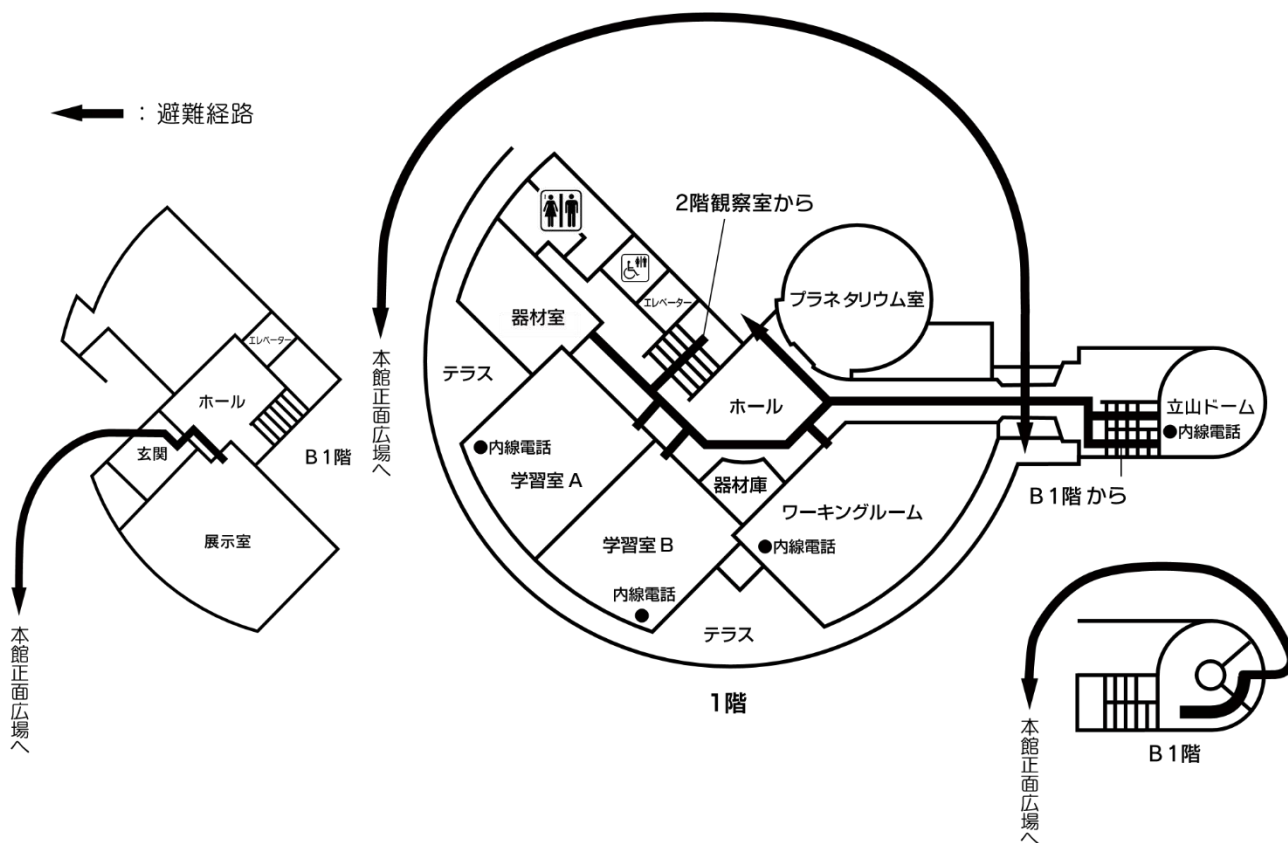 ：避難経路
2階観察室から
プラネタリウム室
エレベーター
器材室
テラス
ホール
本館正面広場へ
立山ドーム
内線電話
B1階から
内線電話
学習室A
器材庫
ワーキングルーム
内線電話
学習室B
内線電話
テラス
1階
エレベーター
ホール
玄関
B1階
展示室
本館正面広場へ
B1階
本館正面広場へ